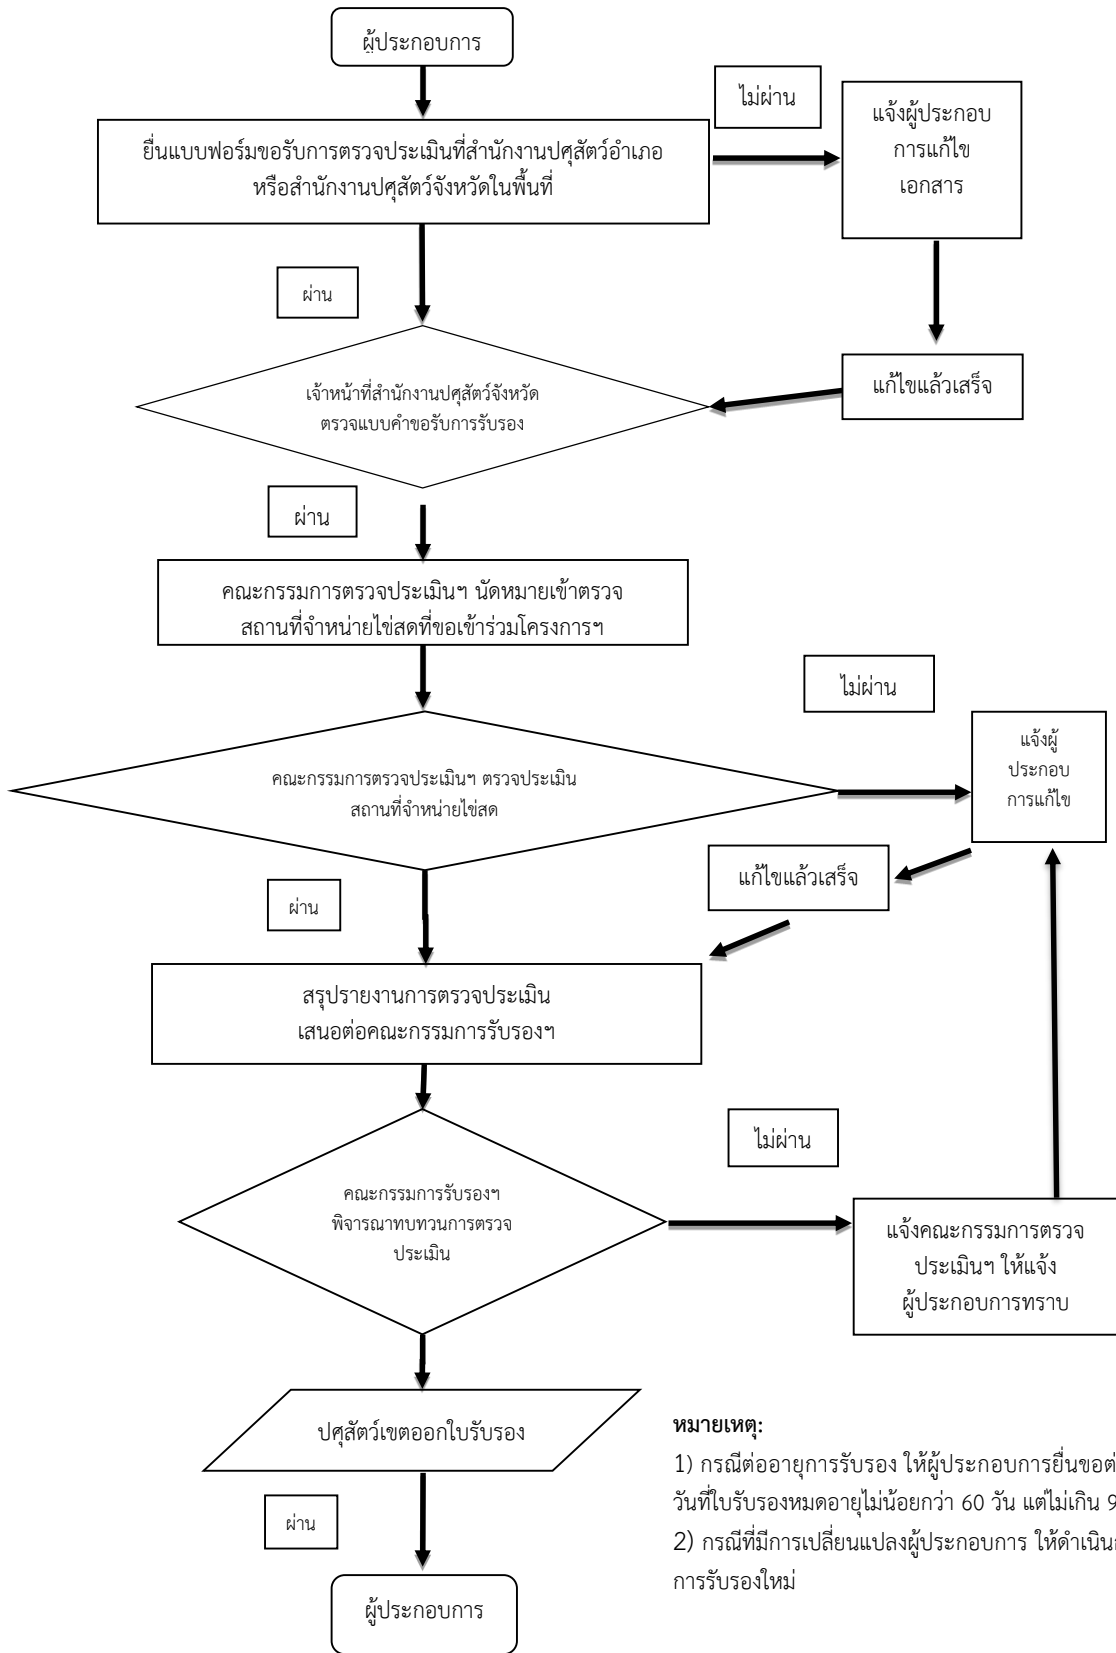 ผู้ประกอบการ
ไม่ผ่าน
แจ้งผู้ประกอบ
การแก้ไข
เอกสาร
ยื่นแบบฟอร์มขอรับการตรวจประเมินที่สำนักงานปศุสัตว์อำเภอ
หรือสำนักงานปศุสัตว์จังหวัดในพื้นที่
ผ่าน
แก้ไขแล้วเสร็จ
เจ้าหน้าที่สำนักงานปศุสัตว์จังหวัด
ตรวจแบบคำขอรับการรับรอง
ผ่าน
คณะกรรมการตรวจประเมินฯ นัดหมายเข้าตรวจ
สถานที่จำหน่ายไข่สดที่ขอเข้าร่วมโครงการฯ
ไม่ผ่าน
แจ้งผู้
ประกอบ
การแก้ไข
คณะกรรมการตรวจประเมินฯ ตรวจประเมิน
สถานที่จำหน่ายไข่สด
แก้ไขแล้วเสร็จ
ผ่าน
สรุปรายงานการตรวจประเมิน
เสนอต่อคณะกรรมการรับรองฯ
ไม่ผ่าน
คณะกรรมการรับรองฯ
พิจารณาทบทวนการตรวจ
ประเมิน
แจ้งคณะกรรมการตรวจ
ประเมินฯ ให้แจ้ง
ผู้ประกอบการทราบ
ปศุสัตว์เขตออกใบรับรอง
หมายเหตุ:
1) กรณีต่ออายุการรับรอง ให้ผู้ประกอบการยื่นขอต่
วันที่ใบรับรองหมดอายุไม่น้อยกว่า 60 วัน แต่ไม่เกิน 9
2) กรณีที่มีการเปลี่ยนแปลงผู้ประกอบการ ให้ดำเนิน
การรับรองใหม่
ผ่าน
ผู้ประกอบการ